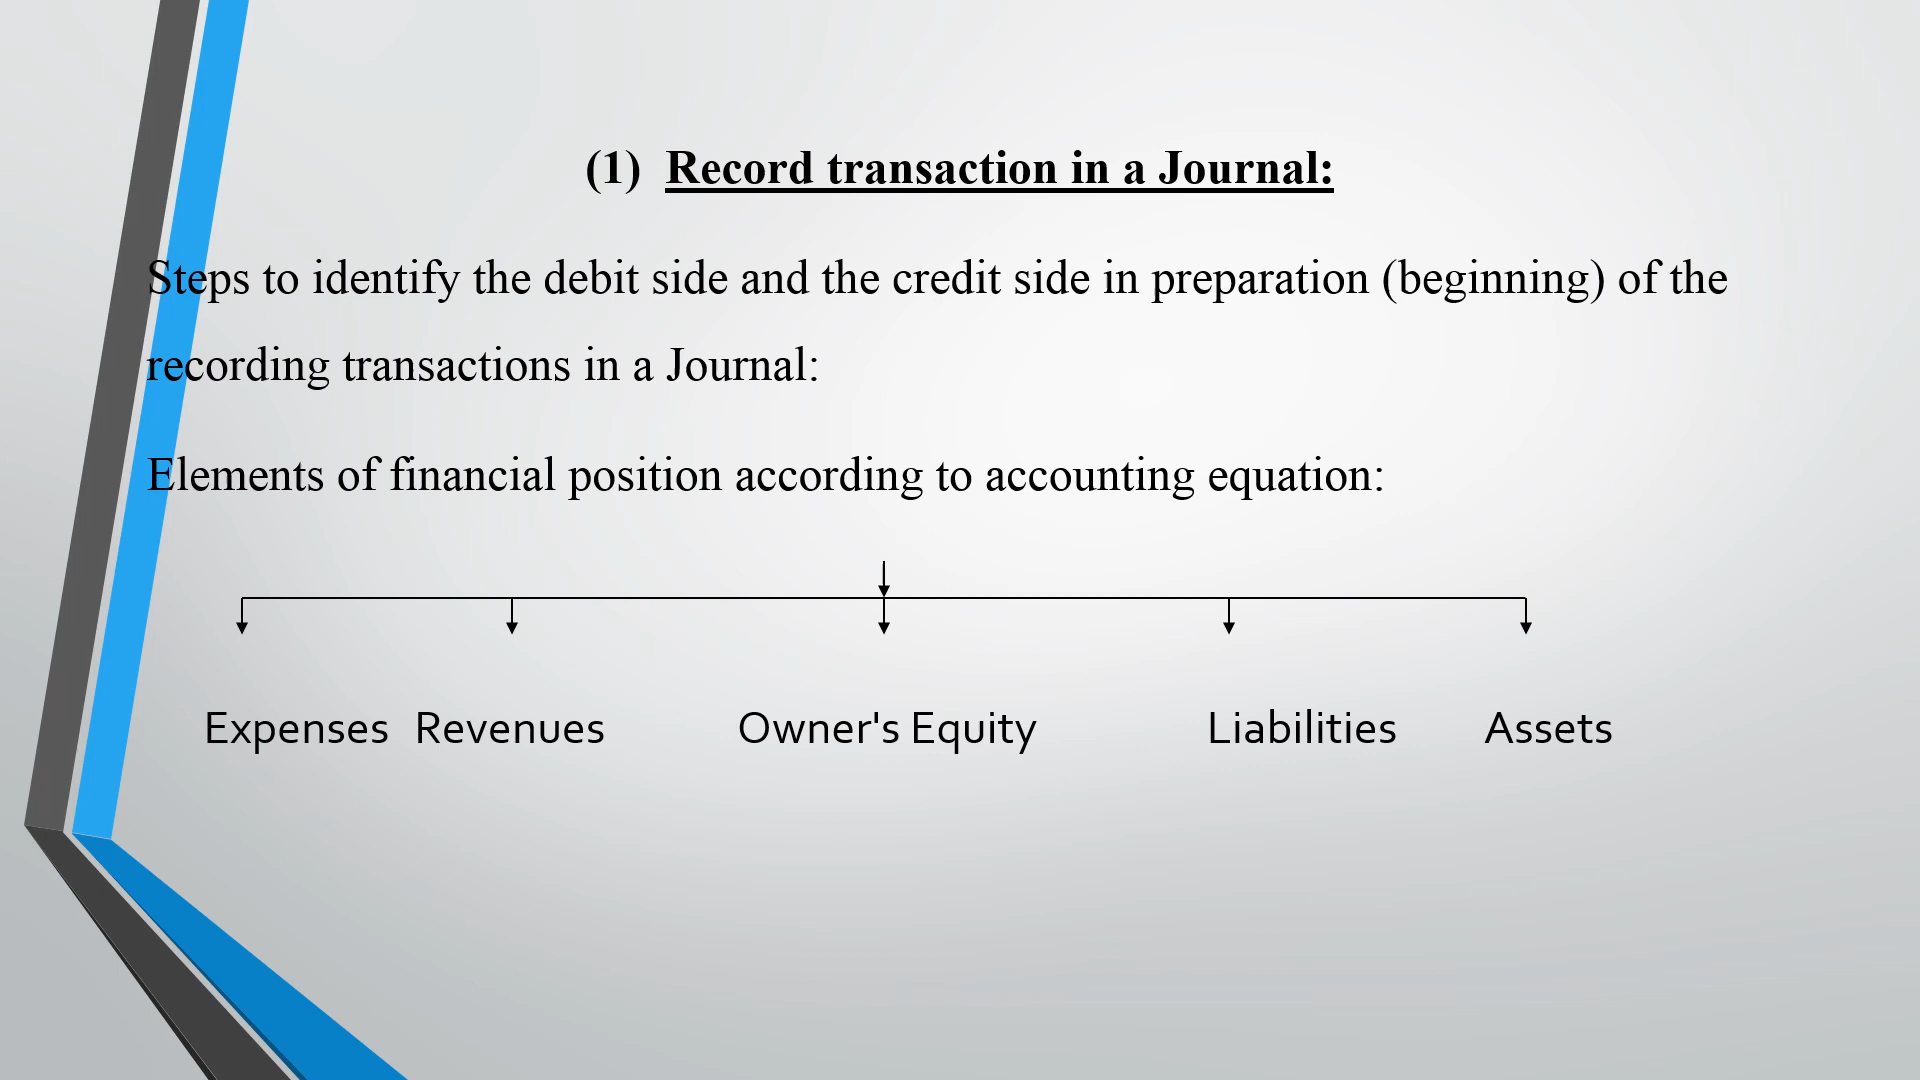 (1) Record transaction in a Journal:
Steps to identify the debit side and the credit side in preparation (beginning) of the
recording transactions in a Journal:
Elements of financial position according to accounting equation:
Expenses Revenues Owner's Equity Liabilities Assets